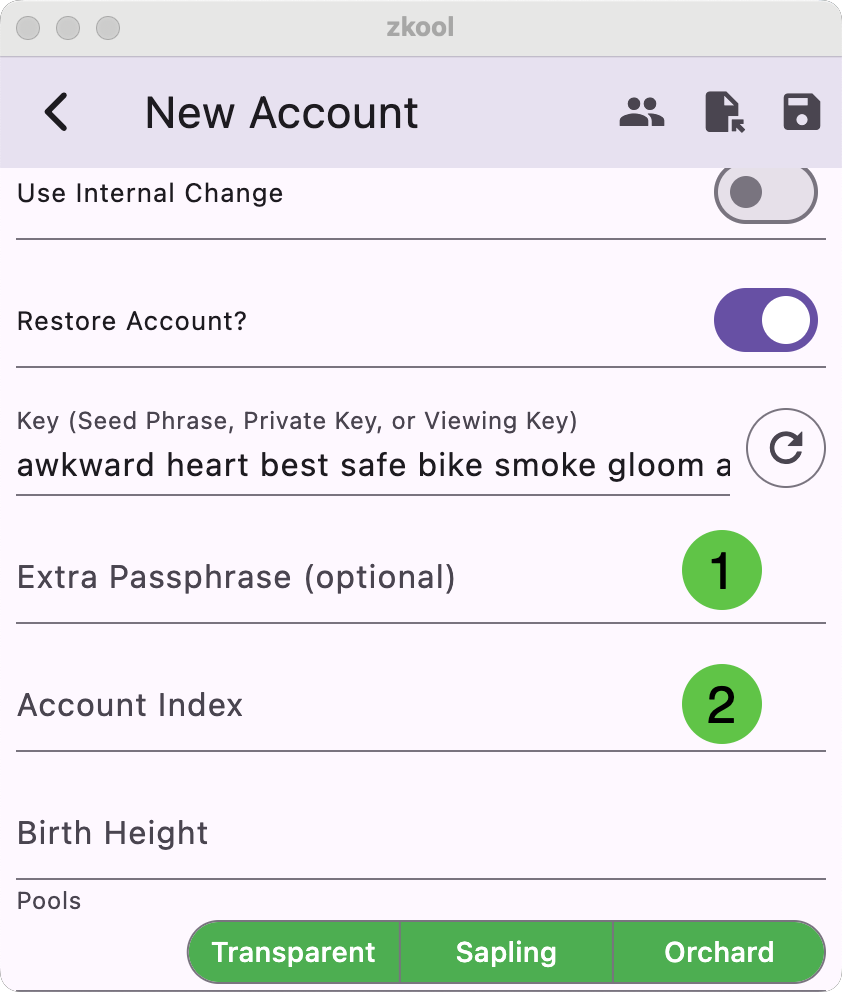 zkool
New Account
Use Internal Change
Restore Account?
Key (Seed Phrase, Private Key, or Viewing Key)
awkward heart best safe bike smoke gloom a
Extra Passphrase (optional)
1
Account Index
2
Birth Height
Pools
Transparent Sapling Orchard